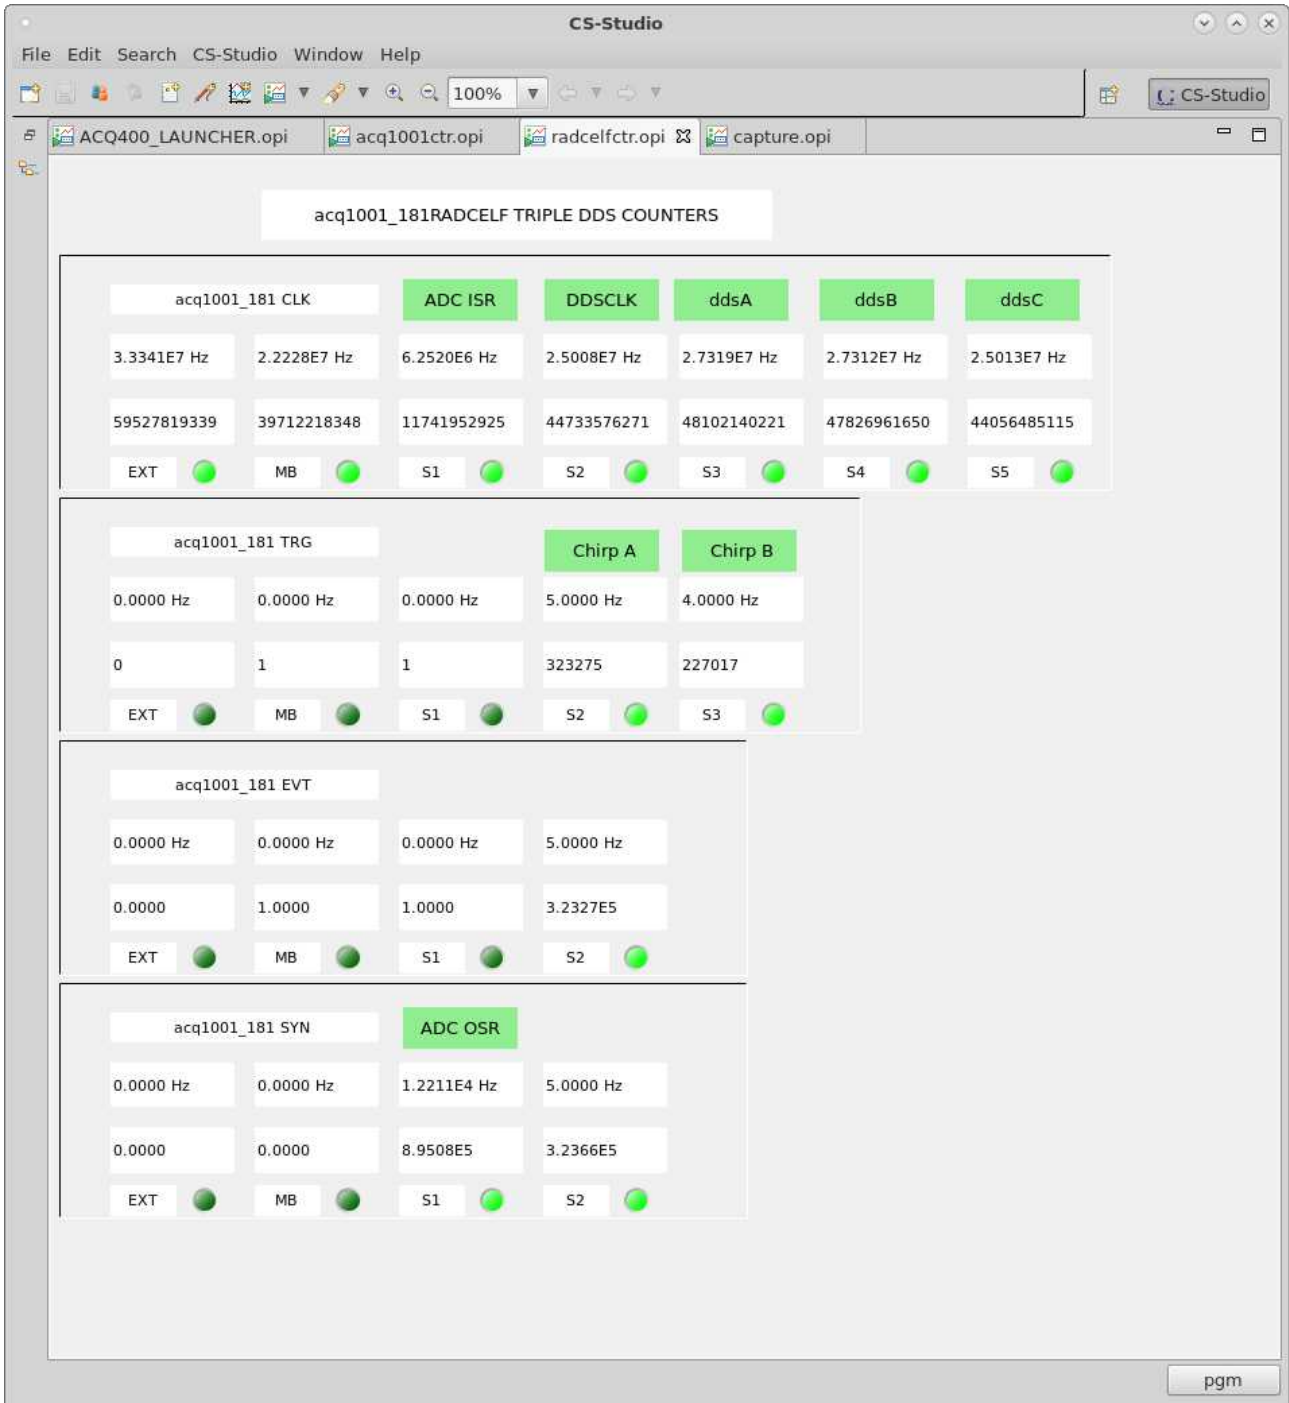 CS-Studio
File Edit Search CS-Studio Window Help
100% CS-Studio
ACQ400_LAUNCHER.opi acq1001ctr.opi radcelfctr.opi capture.opi
acq1001_181RADCELF TRIPLE DDS COUNTERS
acq1001_181 CLK ADC ISR DDSCLK ddsA ddsB ddsC
3.3341E7 Hz 2.2228E7 Hz 6.2520E6 Hz 2.5008E7 Hz 2.7319E7 Hz 2.7312E7 Hz 2.5013E7 Hz
59527819339 39712218348 11741952925 44733576271 48102140221 47826961650 44056485115
EXT MB S1 S2 S3 S4 S5
acq1001_181 TRG Chirp A Chirp B
0.0000 Hz 0.0000 Hz 0.0000 Hz 5.0000 Hz 4.0000 Hz
0 1 1 323275 227017
EXT MB S1 S2 S3
acq1001_181 EVT
0.0000 Hz 0.0000 Hz 0.0000 Hz 5.0000 Hz
0.0000 1.0000 1.0000 3.2327E5
EXT MB S1 S2
acq1001_181 SYN ADC OSR
0.0000 Hz 0.0000 Hz 1.2211E4 Hz 5.0000 Hz
0.0000 0.0000 8.9508E5 3.2366E5
EXT MB S1 S2
pgm